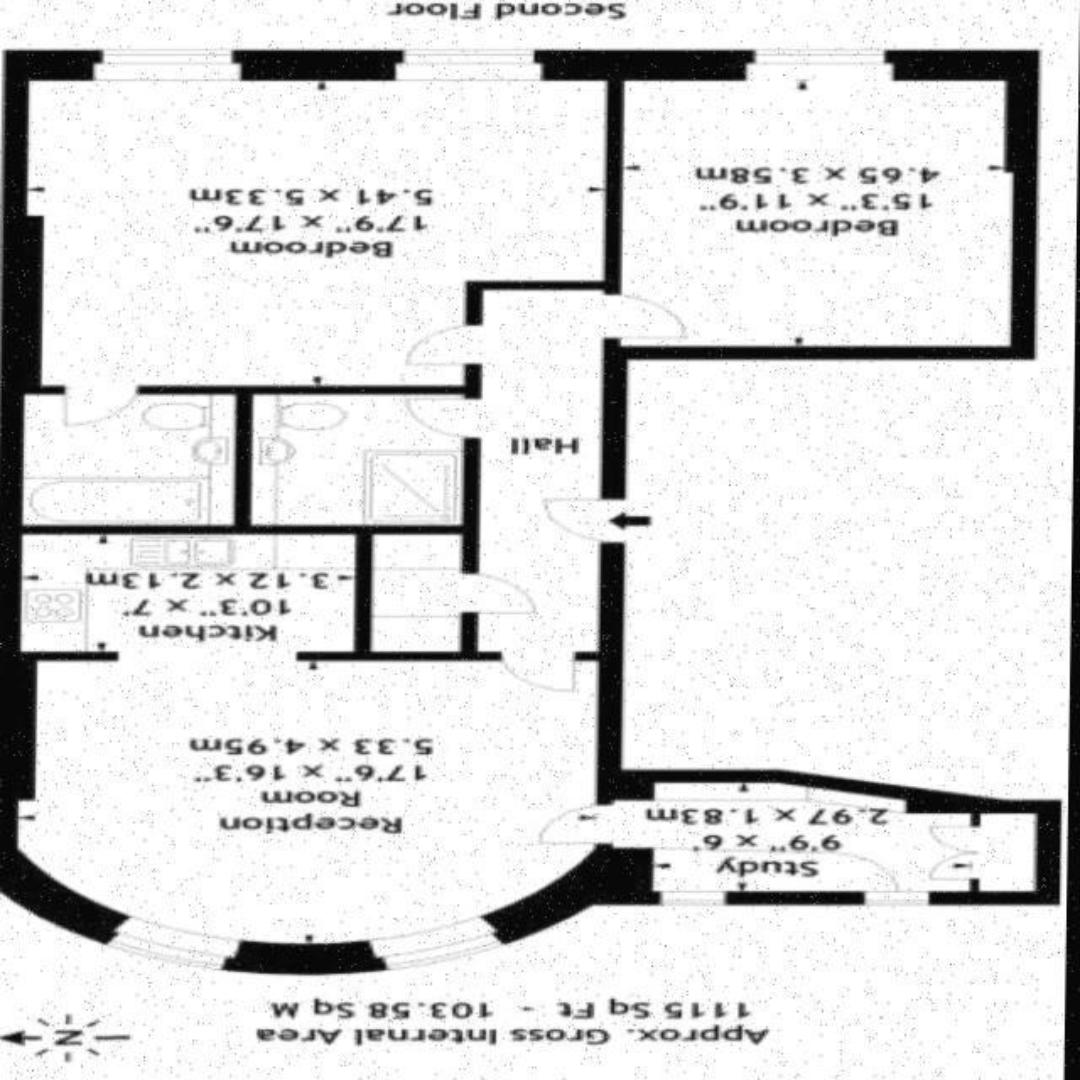 Approx. Gross Internal Area
1115 Sq Ft - 103.58 Sq M
N
Study
9'9" x 6'
2.97 x 1.83m
Reception
Room
17'6" x 16'3"
5.33 x 4.95m
Kitchen
10'3" x 7'
3.12 x 2.13m
Hall
Bedroom
15'3" x 11'9"
4.65 x 3.58m
Bedroom
17'9" x 17'6"
5.41 x 5.33m
Second Floor